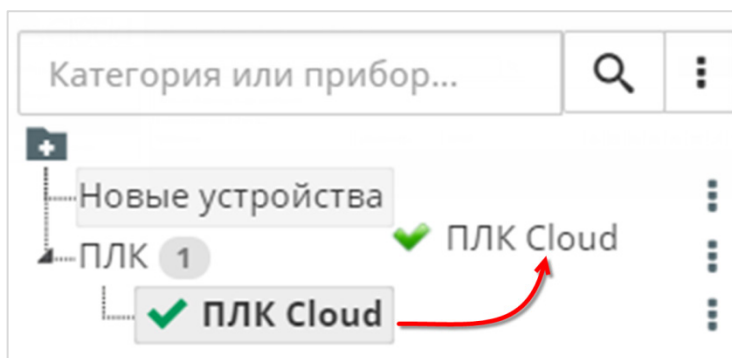 Категория или прибор...
Новые устройства
ПЛК Cloud
ПЛК 1
ПЛК Cloud